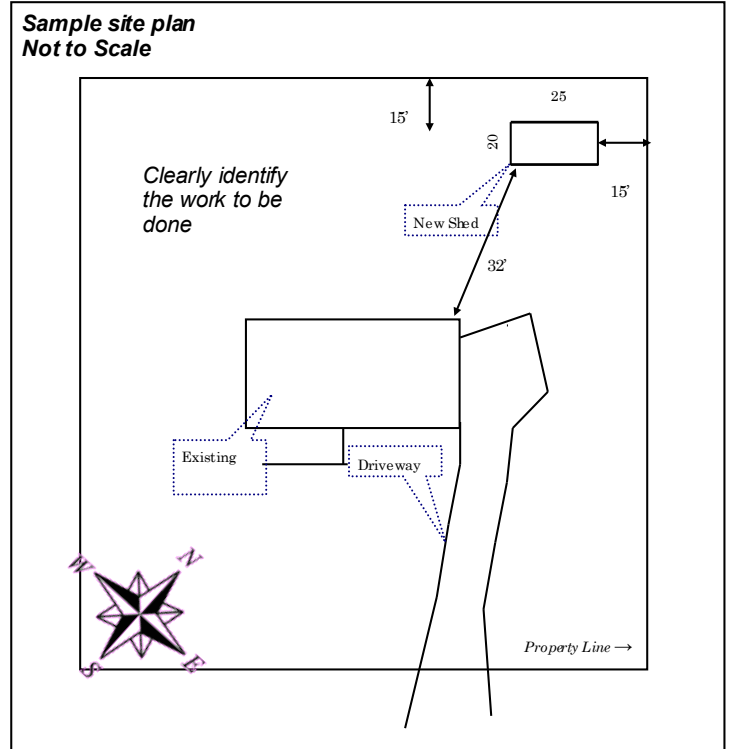 Sample site plan
Not to Scale
25
15'
20
15'
Clearly identify
the work to be
done
New Shed
32'
Existing
Driveway
W
N
S
E
Property Line →